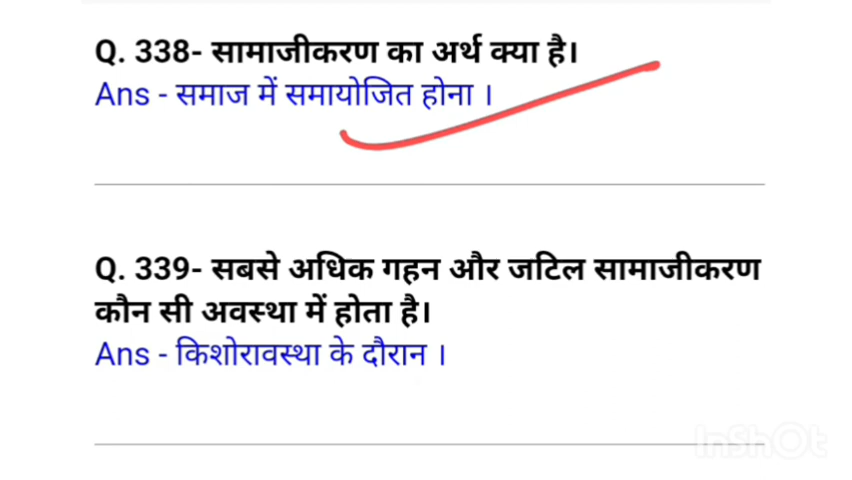 Q. 338- सामाजीकरण का अर्थ क्या है।
Ans - समाज में समायोजित होना ।
Q. 339- सबसे अधिक गहन और जटिल सामाजीकरण
कौन सी अवस्था में होता है।
Ans - किशोरावस्था के दौरान ।
InShOt